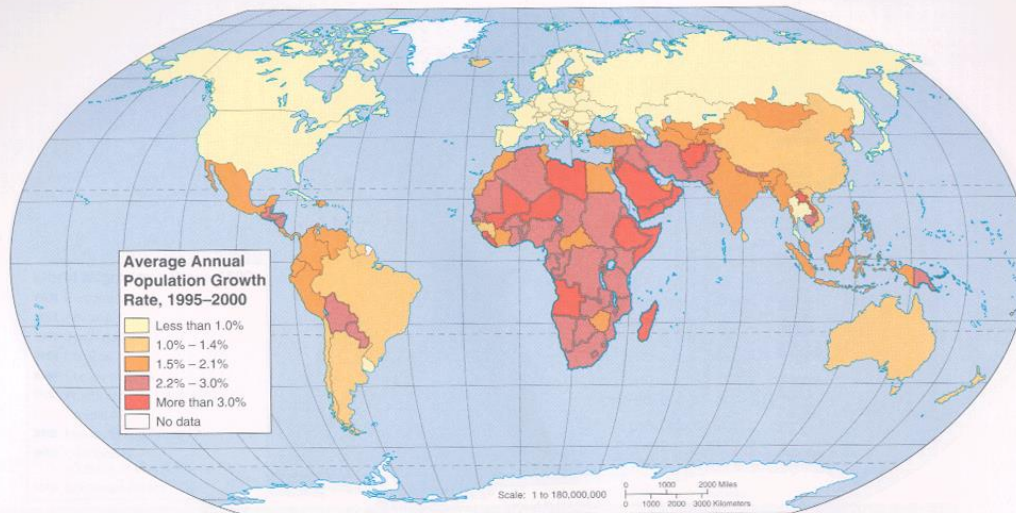 Average Annual
Population Growth
Rate, 1995–2000
Less than 1.0%
1.0% – 1.4%
1.5% – 2.1%
2.2% – 3.0%
More than 3.0%
No data
Scale: 1 to 180,000,000
0 1000 2000 Miles
0 1000 2000 3000 Kilometers